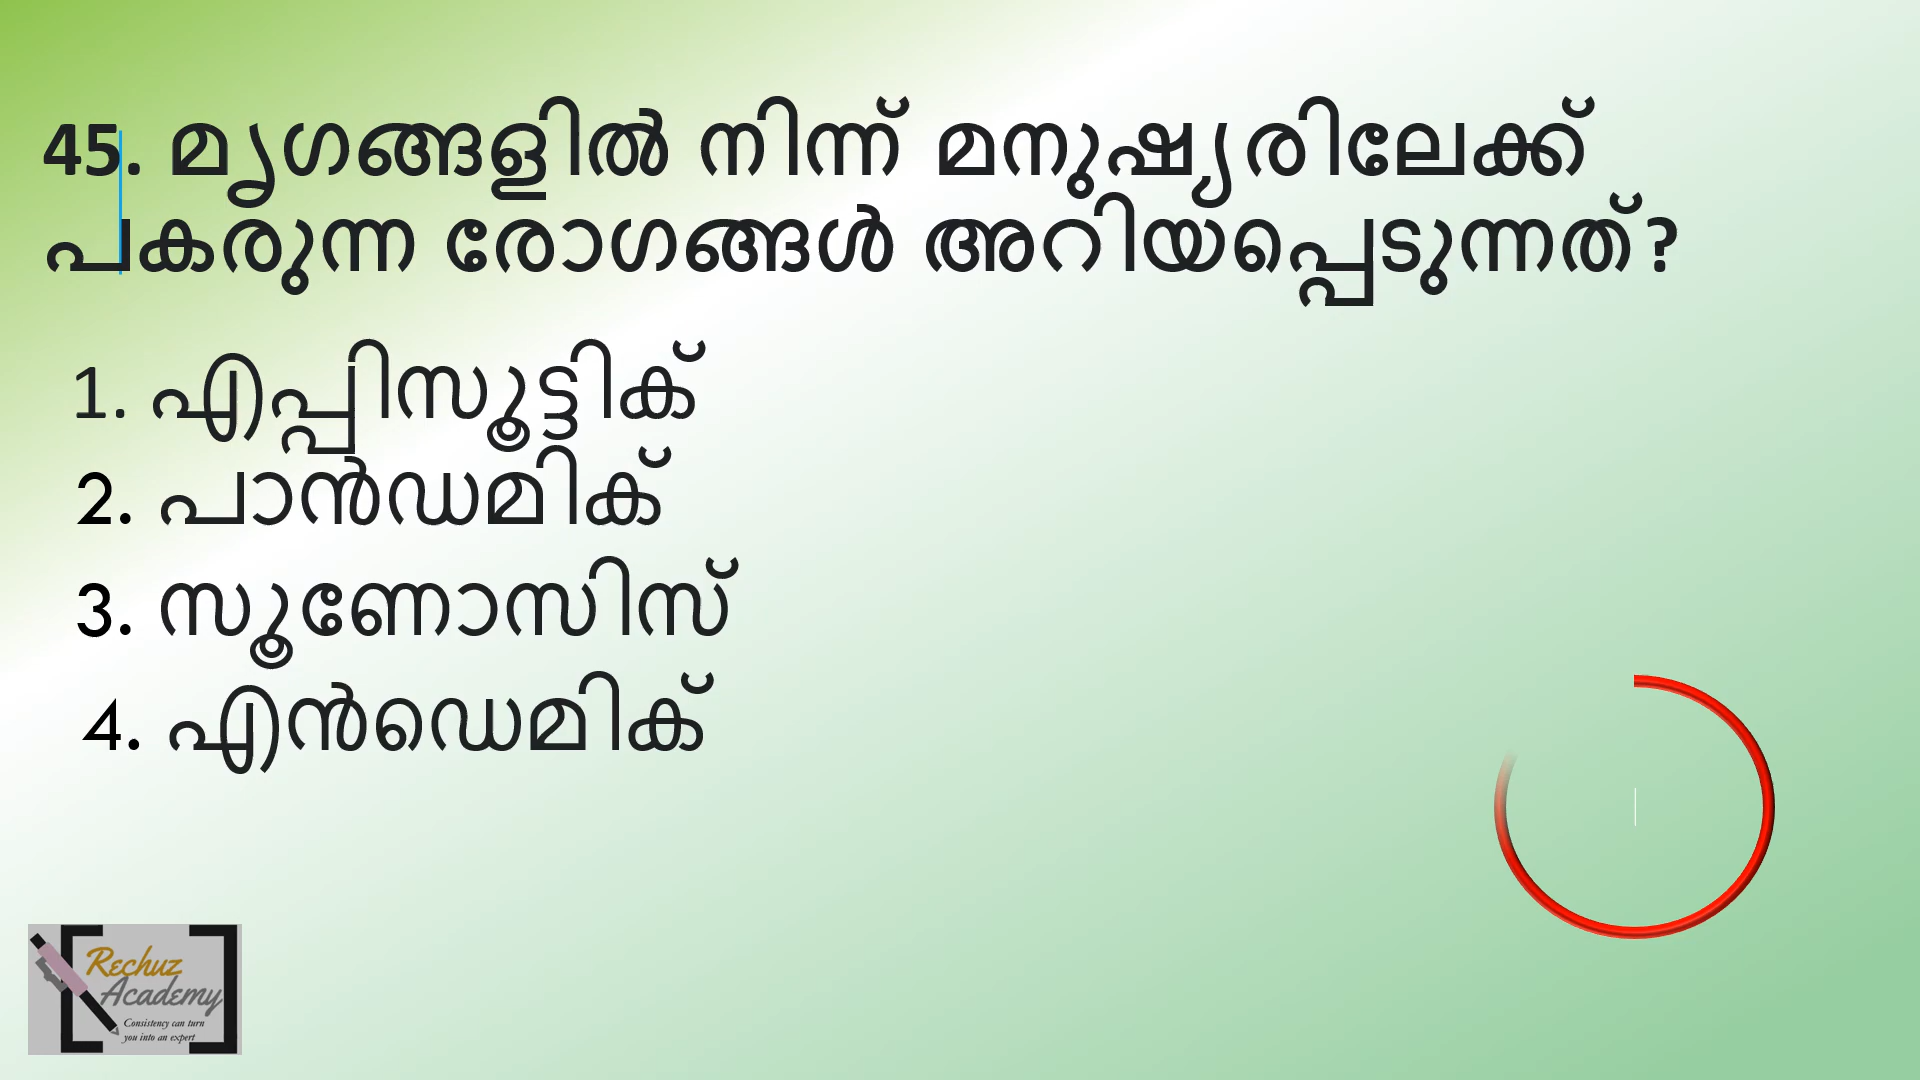 45. മൃഗങ്ങളിൽ നിന്ന് മനുഷ്യരിലേക്ക്
പകരുന്ന രോഗങ്ങൾ അറിയപ്പെടുന്നത്?
1. എപ്പിസൂട്ടിക്
2. പാൻഡമിക്
3. സൂണോസിസ്
4. എൻഡെമിക്
Rechuz
Academy
Consistency can turn
you into an expert